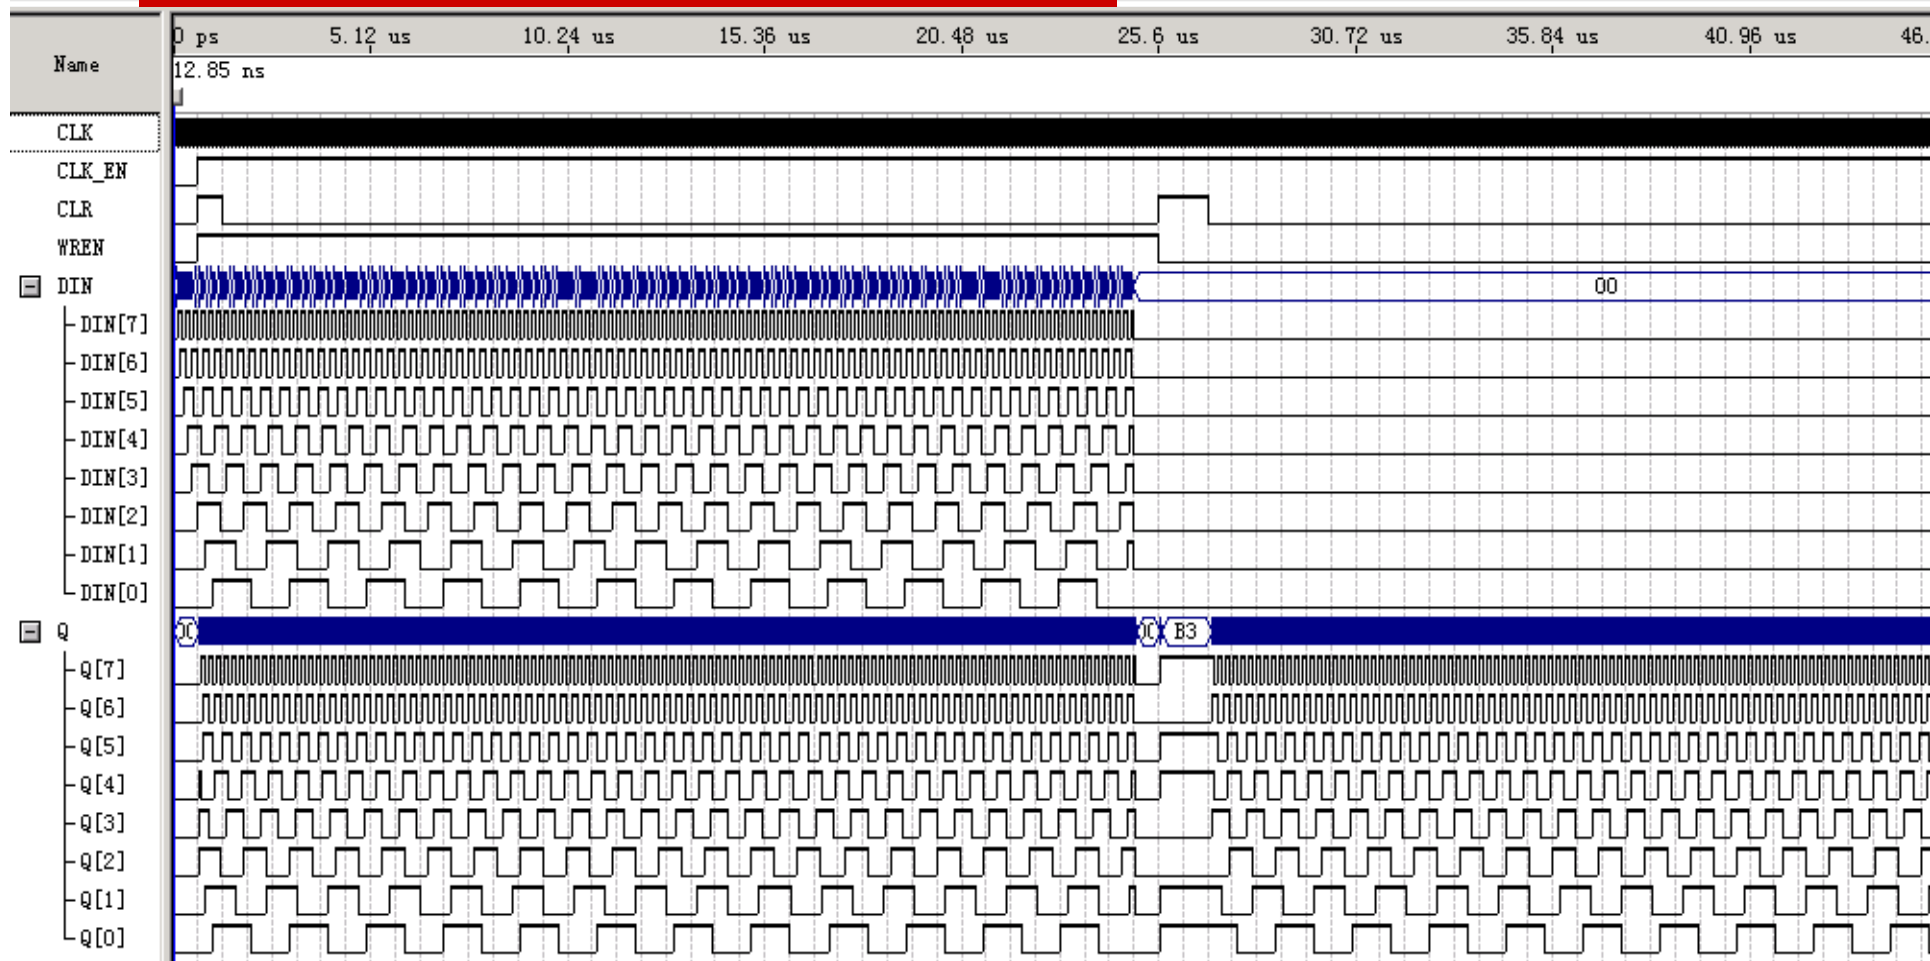 Name
0 ps 5.12 us 10.24 us 15.36 us 20.48 us 25.6 us 30.72 us 35.84 us 40.96 us 46.
12.85 ns
CLK
CLK_EN
CLR
WREN
DIN 00
DIN[7]
DIN[6]
DIN[5]
DIN[4]
DIN[3]
DIN[2]
DIN[1]
DIN[0]
Q B3
Q[7]
Q[6]
Q[5]
Q[4]
Q[3]
Q[2]
Q[1]
Q[0]